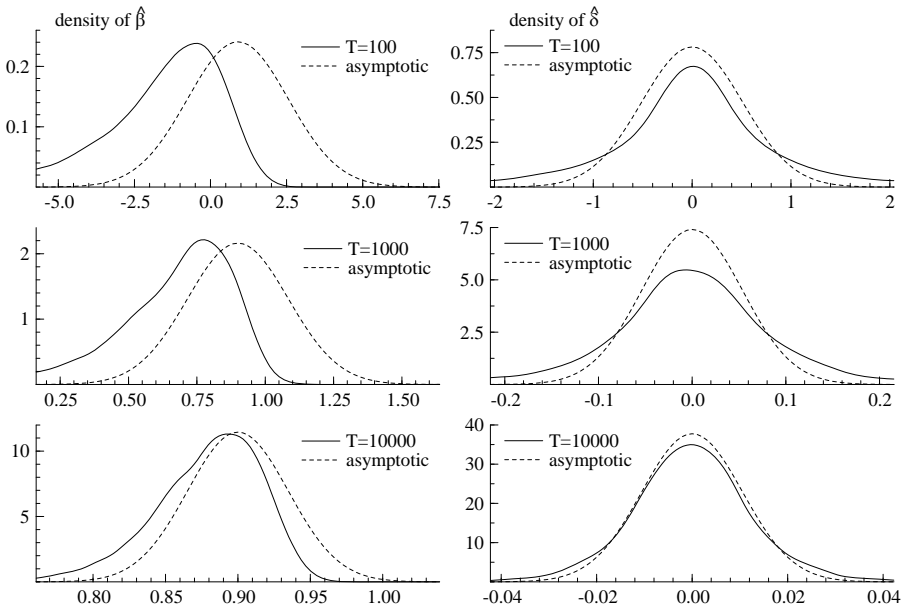 density of β̂
T=100
asymptotic
0.2
0.1
-5.0 -2.5 0.0 2.5 5.0 7.5
density of δ̂
T=100
asymptotic
0.75
0.50
0.25
-2 -1 0 1 2
T=1000
asymptotic
2
1
0.25 0.50 0.75 1.00 1.25 1.50
T=1000
asymptotic
7.5
5.0
2.5
-0.2 -0.1 0.0 0.1 0.2
T=10000
asymptotic
10
5
0.80 0.90 1.00
T=10000
asymptotic
40
30
20
10
-0.04 -0.02 0.00 0.02 0.04